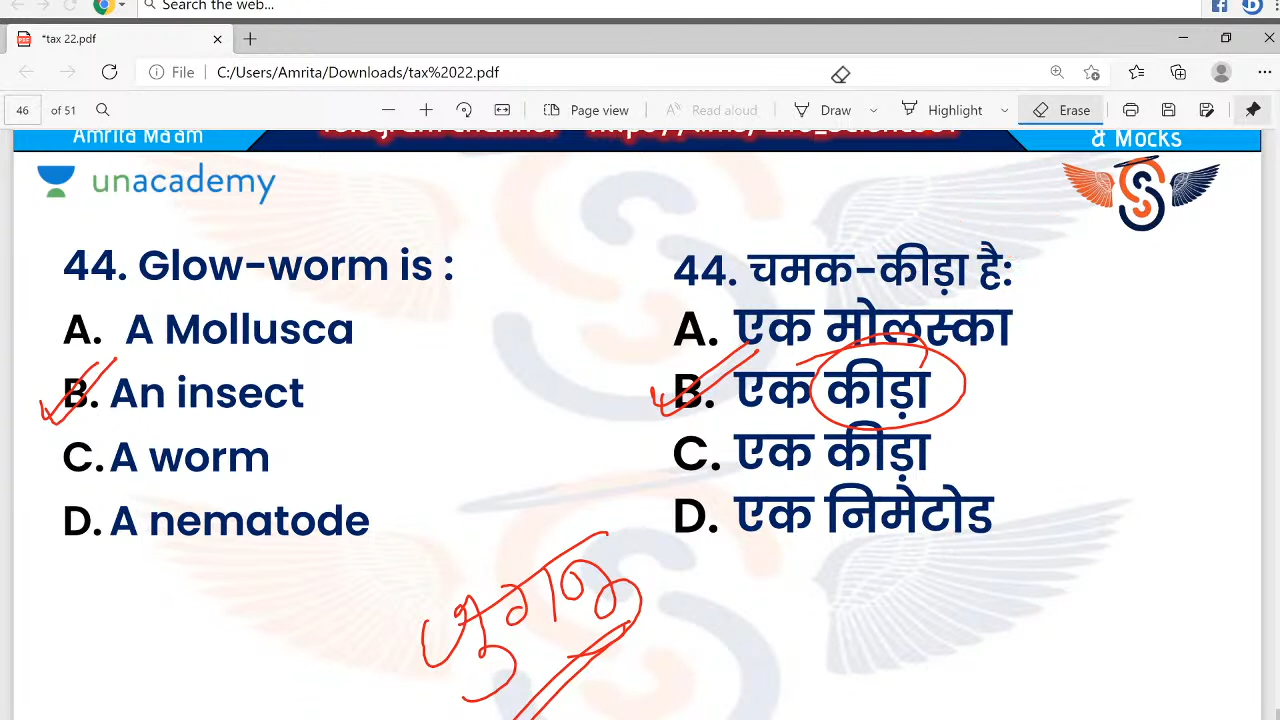 Search the web...
*tax 22.pdf
File C:/Users/Amrita/Downloads/tax%2022.pdf
46 of 51 Page view Read aloud Draw Highlight Erase
Amrita Ma'am
& Mocks
unacademy
44. Glow-worm is :
A. A Mollusca
B. An insect
C. A worm
D. A nematode
44. चमक-कीड़ा है:
A. एक मोलस्का
B. एक कीड़ा
C. एक कीड़ा
D. एक निमेटोड
जुगनू